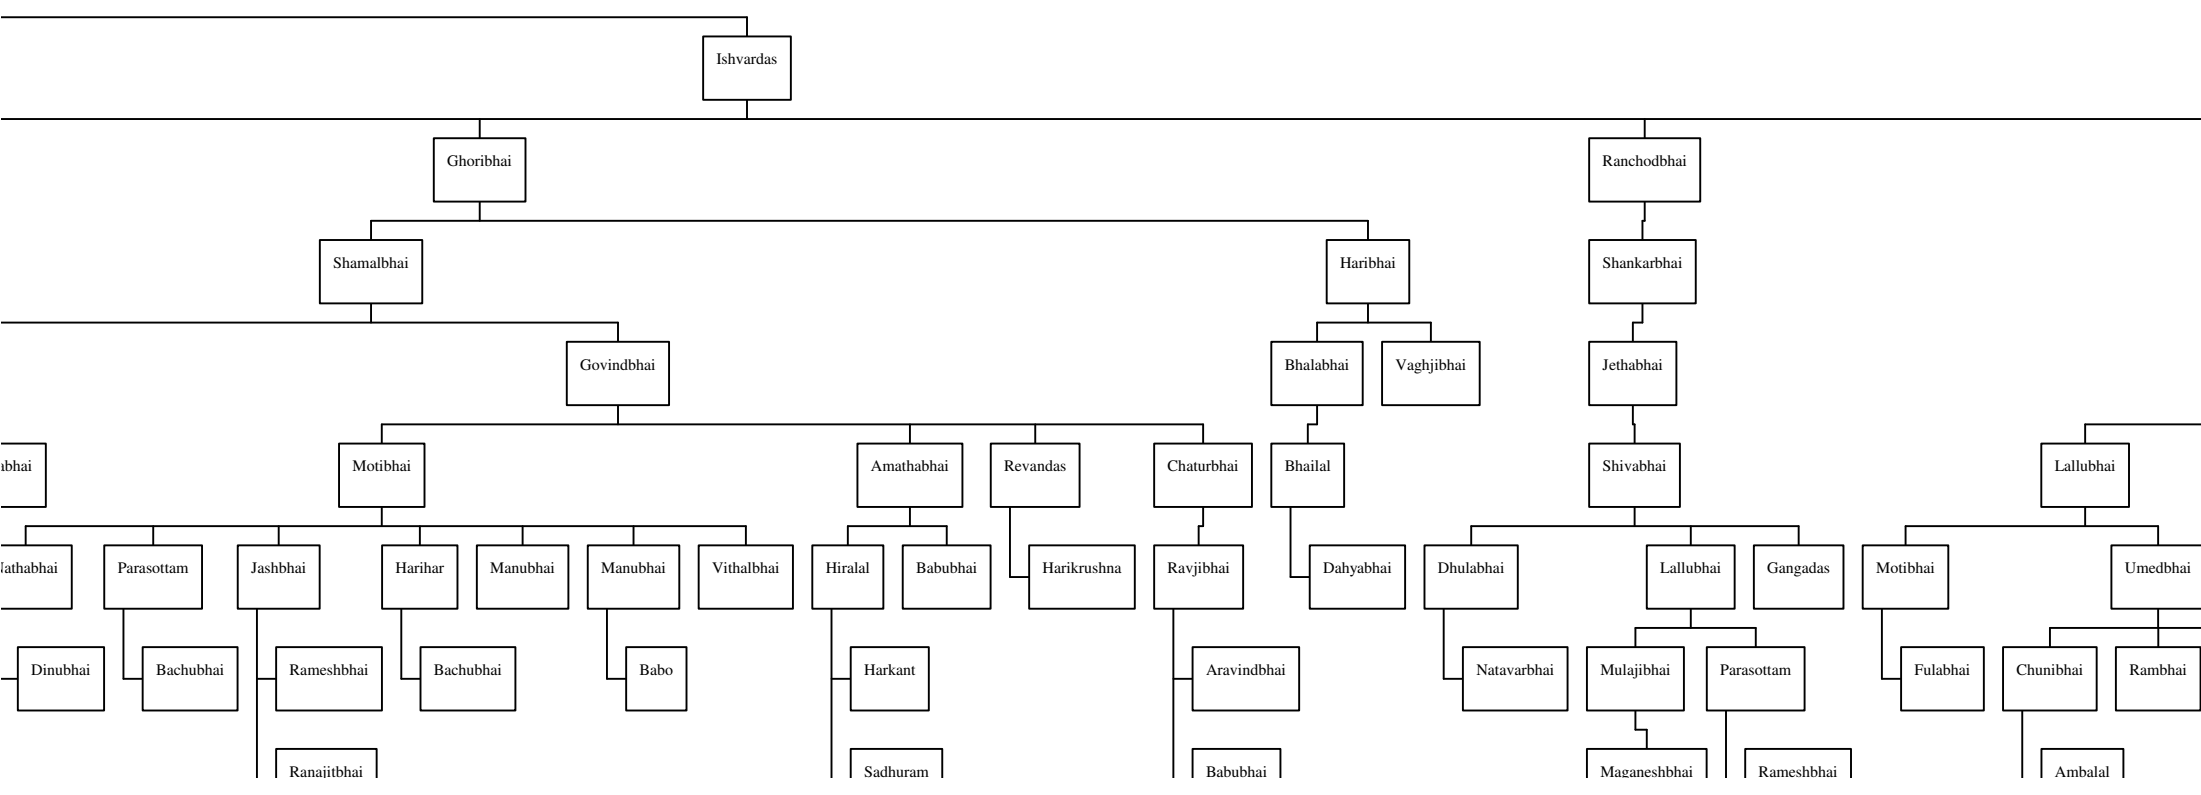 Ishvardas
Ghoribhai
Ranchodbhai
Shamalbhai
Haribhai
Shankarbhai
Govindbhai
Bhalabhai
Vaghjibhai
Jethabhai
Motibhai
Amathabhai
Revandas
Chaturbhai
Bhailal
Shivabhai
Lallubhai
Parasottam
Jashbhai
Harihar
Manubhai
Manubhai
Vithalbhai
Hiralal
Babubhai
Harikrushna
Ravjibhai
Dahyabhai
Dhulabhai
Lallubhai
Gangadas
Motibhai
Umedbhai
Dinubhai
Bachubhai
Rameshbhai
Bachubhai
Babo
Harkant
Aravindbhai
Natavarbhai
Mulajibhai
Parasottam
Fulabhai
Chunibhai
Rambhai
Ranajitbhai
Sadhuram
Babubhai
Maganeshbhai
Rameshbhai
Ambalal